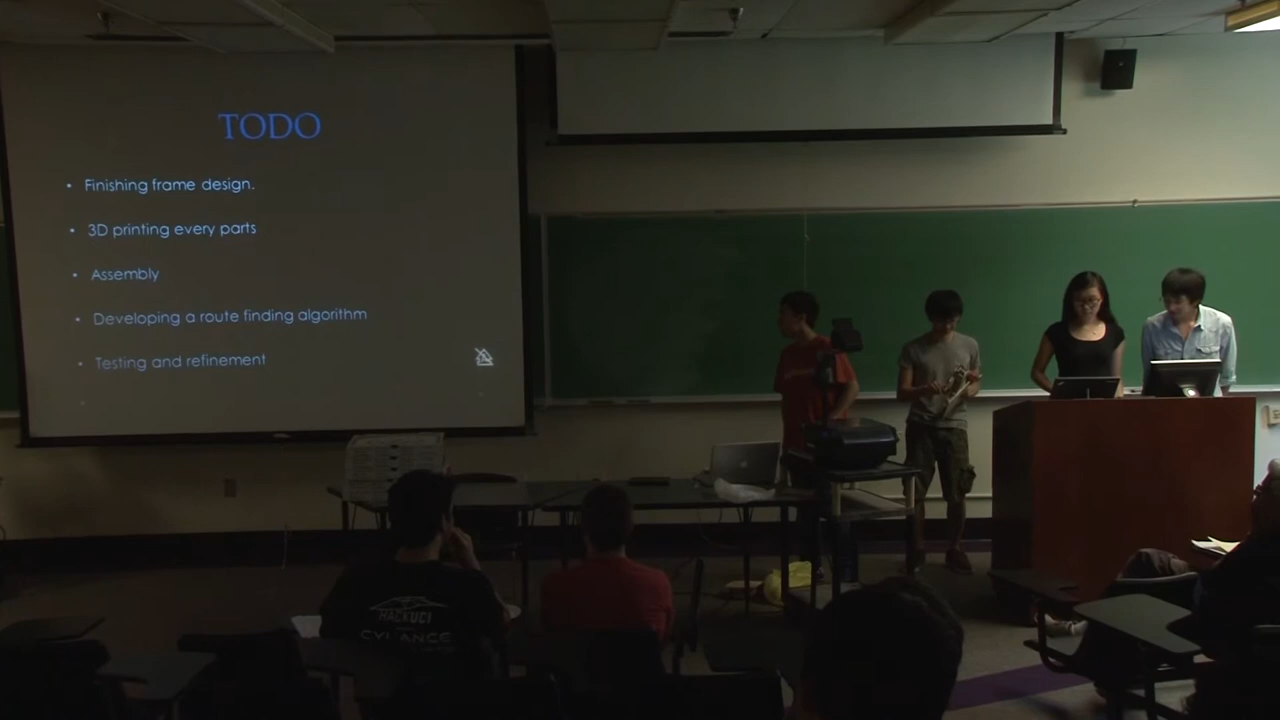 TODO
• Finishing frame design.
• 3D printing every parts
• Assembly
• Developing a route finding algorithm
• Testing and refinement
HACKUCI
CYLANCE